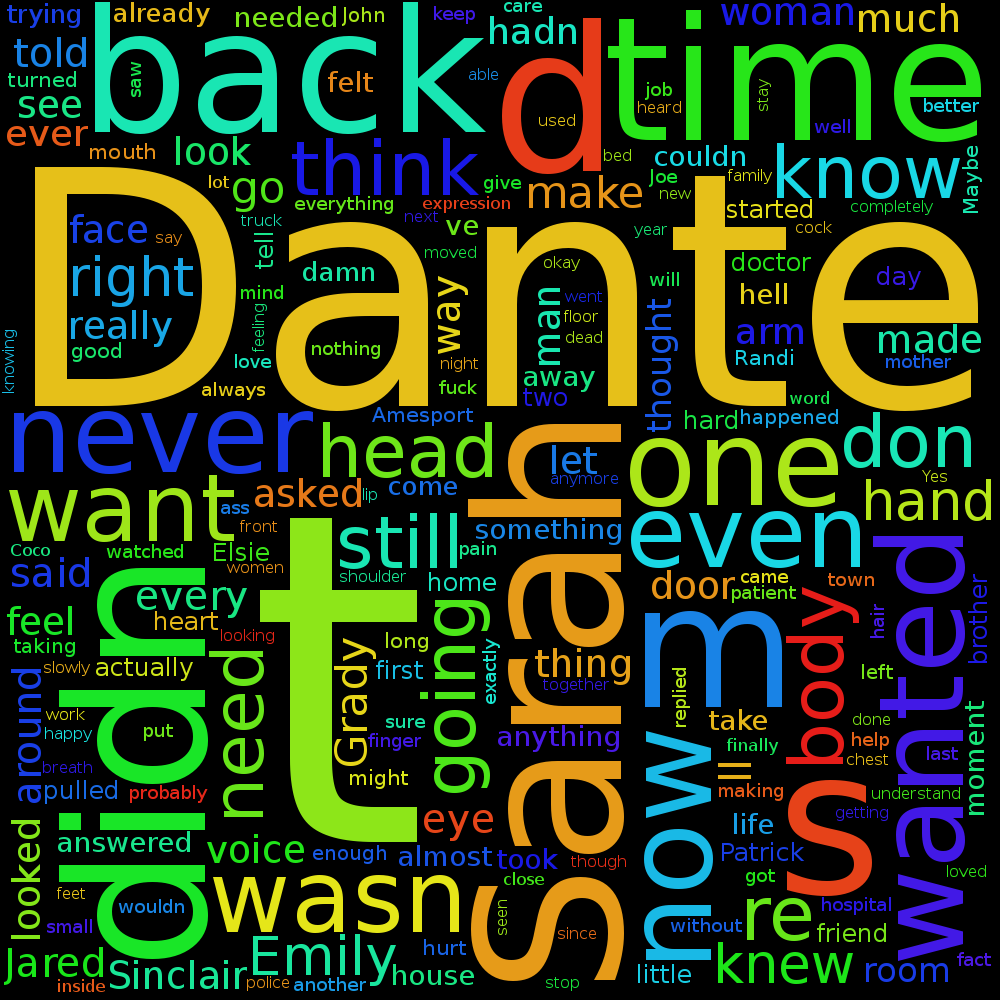 trying
already
needed
John
keep
care
woman
much
told
back
hadn
d
time
turned
saw
felt
able
used
job
heard
stay
better
see
ever
mouth
look
think
bed
couldn
well
know
Maybe
lot
go
everything
give
expression
make
Joe
new
family
started
completely
cock
Dante
face
say
truck
tell
next
ve
moved
year
right
damn
okay
will
doctor
day
really
mind
feeling
way
went
man
floor
dead
thought
arm
hell
made
good
love
nothing
night
away
Randi
mother
knowing
always
fuck
two
word
never
Amesport
hard
happened
head
Sarah
let
one
don
want
asked
lip
come
anymore
Yes
hand
ass
front
still
something
even
wanted
Coco
watched
Elsie
pain
said
women
t
shoulder
home
door
came
town
patient
brother
didn
every
heart
looking
going
m
body
hair
feel
taking
slowly
actually
need
Grady
long
first
exactly
thing
together
left
around
work
happy
put
sure
finger
anything
replied
take
done
help
moment
breath
might
now
ll
finally
chest
last
pulled
probably
making
S
understand
getting
looked
answered
voice
eye
enough
almost
took
though
life
Patrick
feet
wouldn
wasn
close
got
loved
small
seen
since
without
re
hospital
friend
Jared
Sinclair
Emily
hurt
house
little
knew
room
fact
inside
police
another
stop